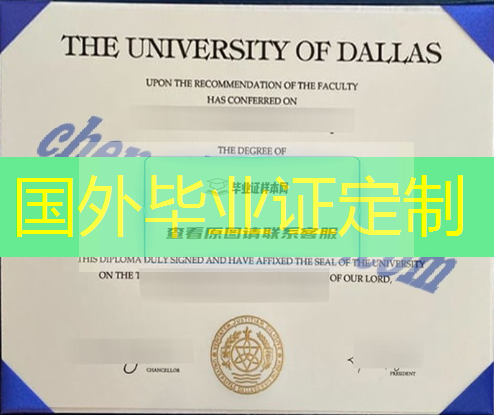 THE UNIVERSITY OF DALLAS
UPON THE RECOMMENDATION OF THE FACULTY
HAS CONFERRED ON
THE DEGREE OF
毕业证样本网
国外毕业证定制
查看原图请联系客服
THIS DIPLOMA DULY SIGNED AND HAVE AFFIXED THE SEAL OF THE UNIVERSITY
ON THE OF OUR LORD,
CHANCELLOR
PRESIDENT